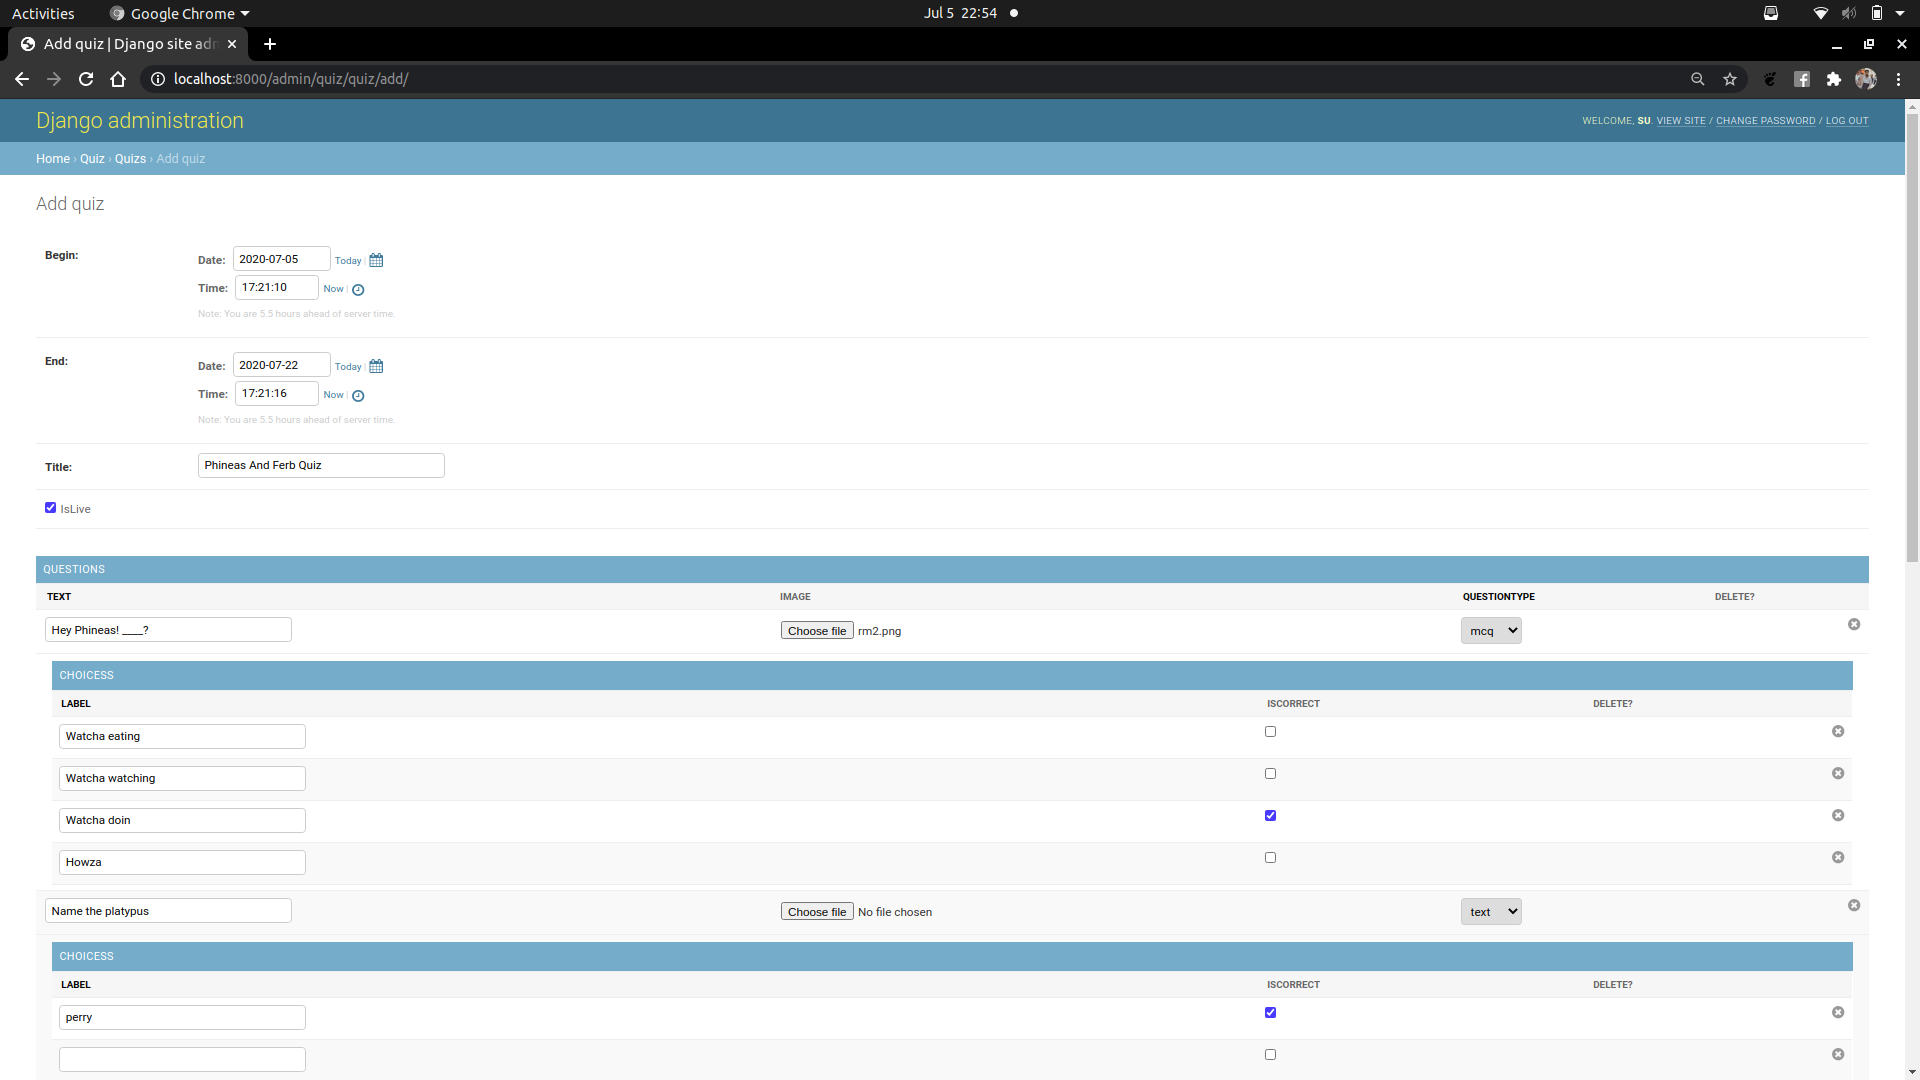 Activities Google Chrome Jul 5 22:54
Add quiz | Django site adn
localhost:8000/admin/quiz/quiz/add/
Django administration WELCOME, SU. VIEW SITE / CHANGE PASSWORD / LOG OUT
Home › Quiz › Quizs › Add quiz
Add quiz
Begin: Date: 2020-07-05 Today |
Time: 17:21:10 Now |
Note: You are 5.5 hours ahead of server time.
End: Date: 2020-07-22 Today |
Time: 17:21:16 Now |
Note: You are 5.5 hours ahead of server time.
Title: Phineas And Ferb Quiz
IsLive
QUESTIONS
TEXT IMAGE QUESTIONTYPE DELETE?
Hey Phineas! ____? Choose file rm2.png mcq
CHOICESS
LABEL ISCORRECT DELETE?
Watcha eating
Watcha watching
Watcha doin
Howza
Name the platypus Choose file No file chosen text
CHOICESS
LABEL ISCORRECT DELETE?
perry